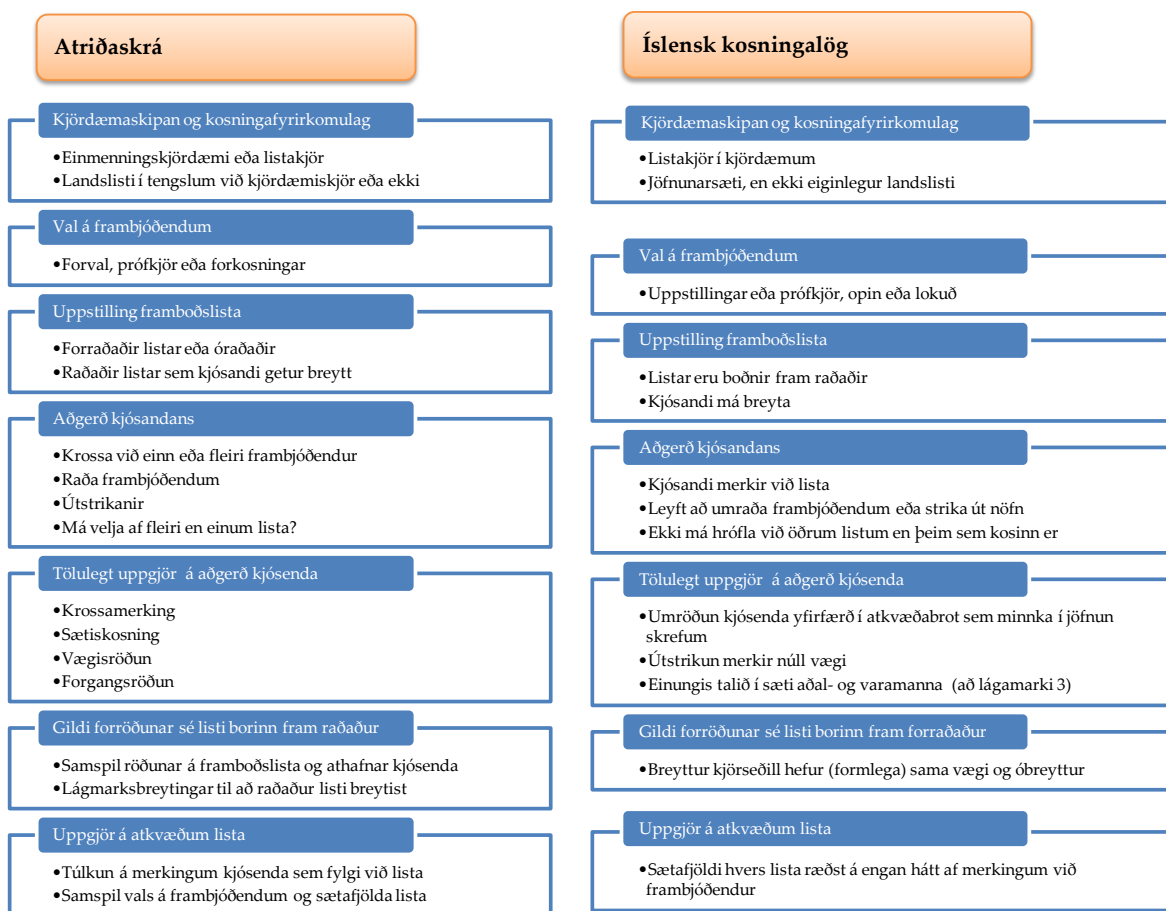 Atriðaskrá
Kjördæmaskipan og kosningafyrirkomulag
•Einmenningskjördæmi eða listakjör
•Landslisti í tengslum við kjördæmiskjör eða ekki
Val á frambjóðendum
•Forval, prófkjör eða forkosningar
Uppstilling framboðslista
•Forraðaðir listar eða óraðaðir
•Raðaðir listar sem kjósandi getur breytt
Aðgerð kjósandans
•Krossa við einn eða fleiri frambjóðendur
•Raða frambjóðendum
•Útstrikanir
•Má velja af fleiri en einum lista?
Tölulegt uppgjör á aðgerð kjósenda
•Krossamerking
•Sætiskosning
•Vægisröðun
•Forgangsröðun
Gildi forröðunar sé listi borinn fram raðaður
•Samspil röðunar á framboðslista og athafnar kjósenda
•Lágmarksbreytingar til að raðaður listi breytist
Uppgjör á atkvæðum lista
•Túlkun á merkingum kjósenda sem fylgi við lista
•Samspil vals á frambjóðendum og sætafjölda lista
Íslensk kosningalög
Kjördæmaskipan og kosningafyrirkomulag
•Listakjör í kjördæmum
•Jöfnunarsæti, en ekki eiginlegur landslisti
Val á frambjóðendum
•Uppstillingar eða prófkjör, opin eða lokuð
Uppstilling framboðslista
•Listar eru boðnir fram raðaðir
•Kjósandi má breyta
Aðgerð kjósandans
•Kjósandi merkir við lista
•Leyft að umraða frambjóðendum eða strika út nöfn
•Ekki má hrófla við öðrum listum en þeim sem kosinn er
Tölulegt uppgjör á aðgerð kjósenda
•Umröðun kjósenda yfirfærð í atkvæðabrot sem minnka í jöfnun
skrefum
•Útstrikun merkir núll vægi
•Einungis talið í sæti aðal- og varamanna (að lágamarki 3)
Gildi forröðunar sé listi borinn fram forraðaður
•Breyttur kjörseðill hefur (formlega) sama vægi og óbreyttur
Uppgjör á atkvæðum lista
•Sætafjöldi hvers lista ræðst á engan hátt af merkingum við
frambjóðendur